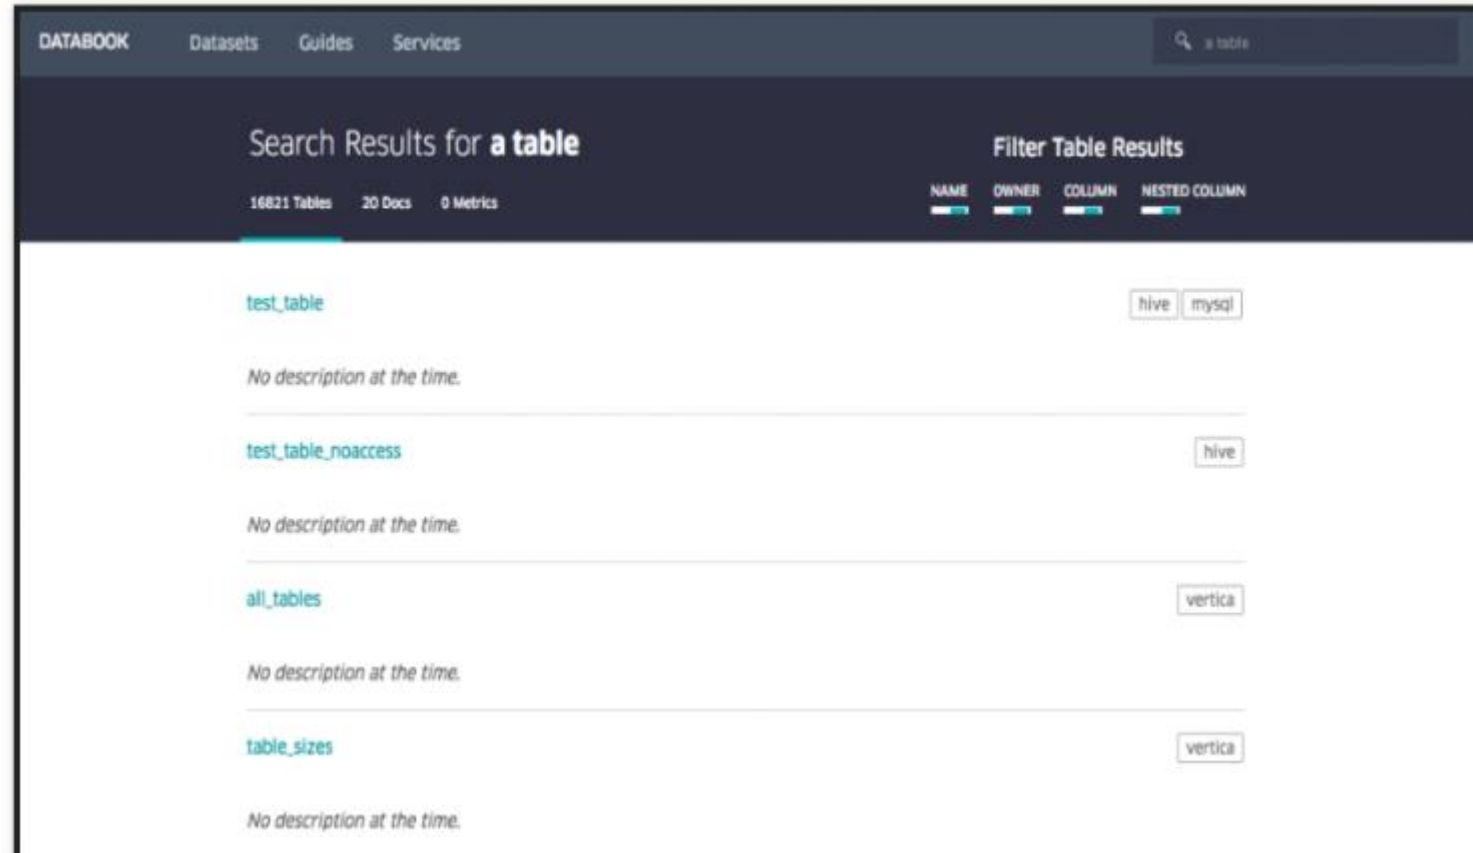 DATABOOK Datasets Guides Services a table
Search Results for a table
Filter Table Results
16821 Tables 20 Docs 0 Metrics
NAME OWNER COLUMN NESTED COLUMN
test_table hive mysql
No description at the time.
test_table_noaccess hive
No description at the time.
all_tables vertica
No description at the time.
table_sizes vertica
No description at the time.